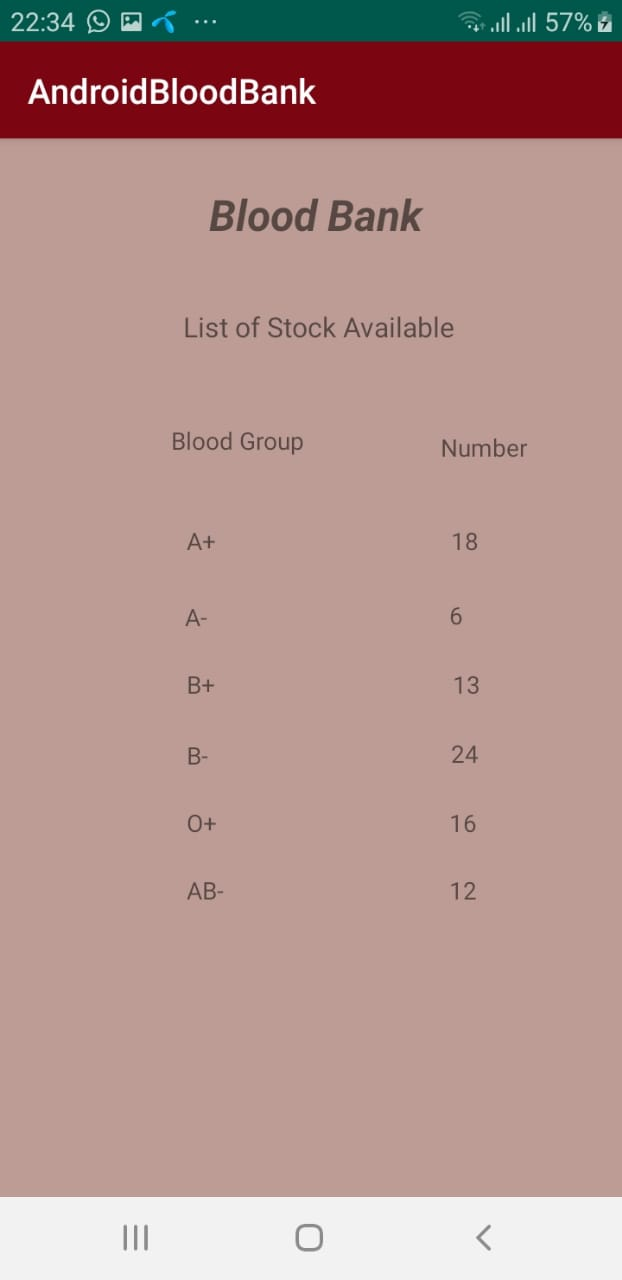 22:34 ... 57%
AndroidBloodBank
Blood Bank
List of Stock Available
Blood Group Number
A+ 18
A- 6
B+ 13
B- 24
O+ 16
AB- 12